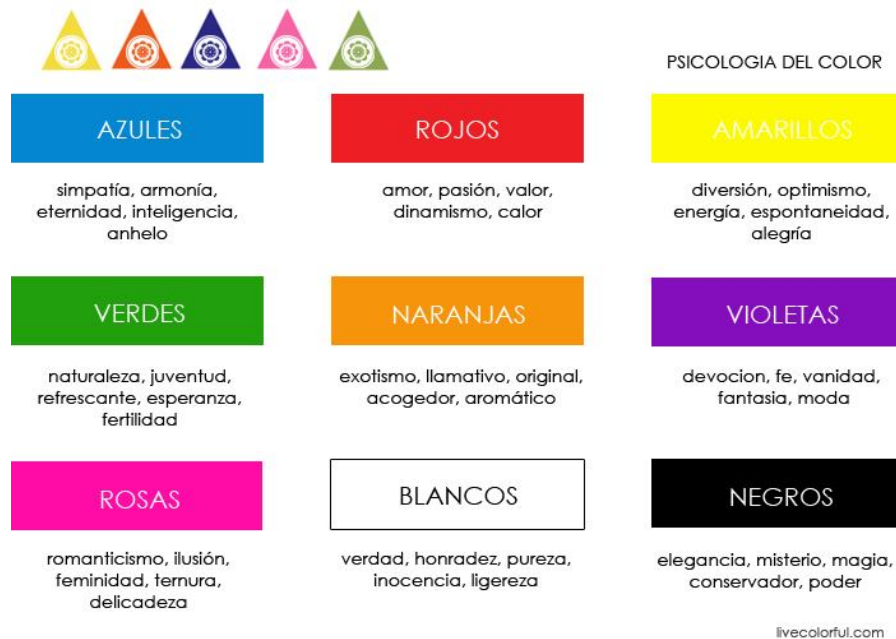 PSICOLOGIA DEL COLOR
AZULES
simpatía, armonía,
eternidad, inteligencia,
anhelo
ROJOS
amor, pasión, valor,
dinamismo, calor
AMARILLOS
diversión, optimismo,
energía, espontaneidad,
alegría
VERDES
naturaleza, juventud,
refrescante, esperanza,
fertilidad
NARANJAS
exotismo, llamativo, original,
acogedor, aromático
VIOLETAS
devocion, fe, vanidad,
fantasia, moda
ROSAS
romanticismo, ilusión,
feminidad, ternura,
delicadeza
BLANCOS
verdad, honradez, pureza,
inocencia, ligereza
NEGROS
elegancia, misterio, magia,
conservador, poder
livecolorful.com